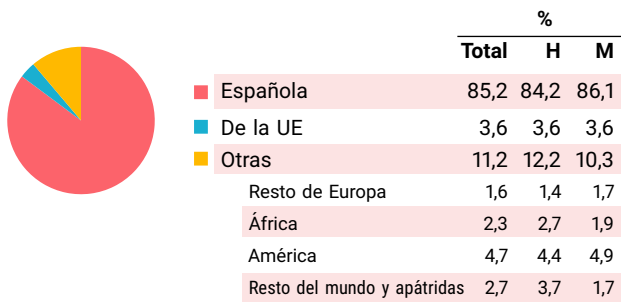 %
Total H M
Española 85,2 84,2 86,1
De la UE 3,6 3,6 3,6
Otras 11,2 12,2 10,3
Resto de Europa 1,6 1,4 1,7
África 2,3 2,7 1,9
América 4,7 4,4 4,9
Resto del mundo y apátridas 2,7 3,7 1,7